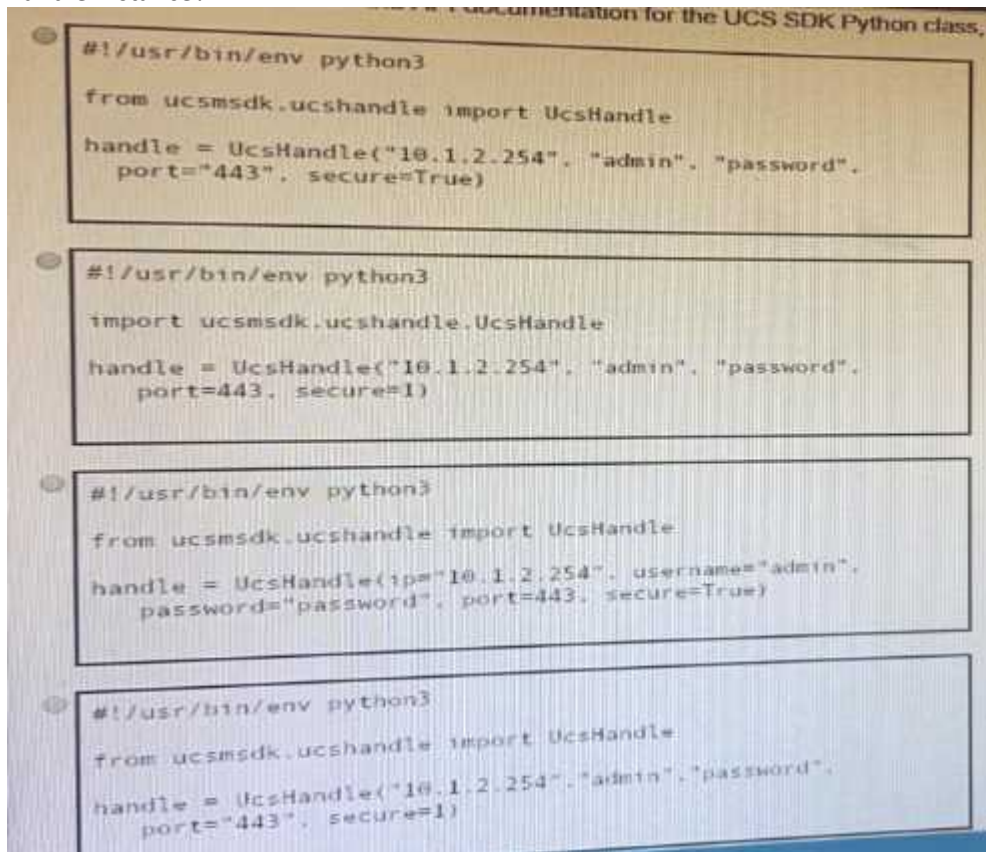 documentation for the UCS SDK Python class,
#!/usr/bin/env python3
from ucsmsdk.ucshandle import UcsHandle
handle = UcsHandle("10.1.2.254", "admin", "password",
port="443", secure=True)
#!/usr/bin/env python3
import ucsmsdk.ucshandle.UcsHandle
handle = UcsHandle("10.1.2.254", "admin", "password",
port=443, secure=1)
#!/usr/bin/env python3
from ucsmsdk.ucshandle import UcsHandle
handle = UcsHandle(ip="10.1.2.254", username="admin",
password="password", port=443, secure=True)
#!/usr/bin/env python3
from ucsmsdk.ucshandle import UcsHandle
handle = UcsHandle("10.1.2.254","admin","password",
port="443", secure=1)